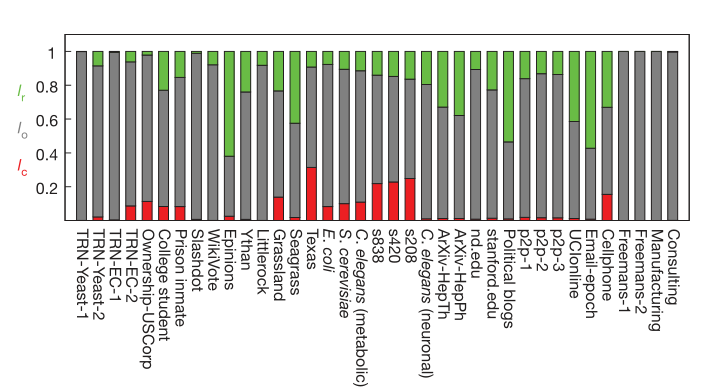 1
0.8
0.6
0.4
0.2
lr
lo
lc
TRN-Yeast-1
TRN-Yeast-2
TRN-EC-1
TRN-EC-2
Ownership-USCorp
College student
Prison inmate
Slashdot
WikiVote
Epinions
Ythan
Littlerock
Grassland
Seagrass
Texas
E. coli
S. cerevisiae
C. elegans (metabolic)
s838
s420
s208
C. elegans (neuronal)
ArXiv-HepTh
ArXiv-HepPh
nd.edu
stanford.edu
Political blogs
p2p-1
p2p-2
p2p-3
UClonline
Email-epoch
Cellphone
Freemans-1
Freemans-2
Manufacturing
Consulting